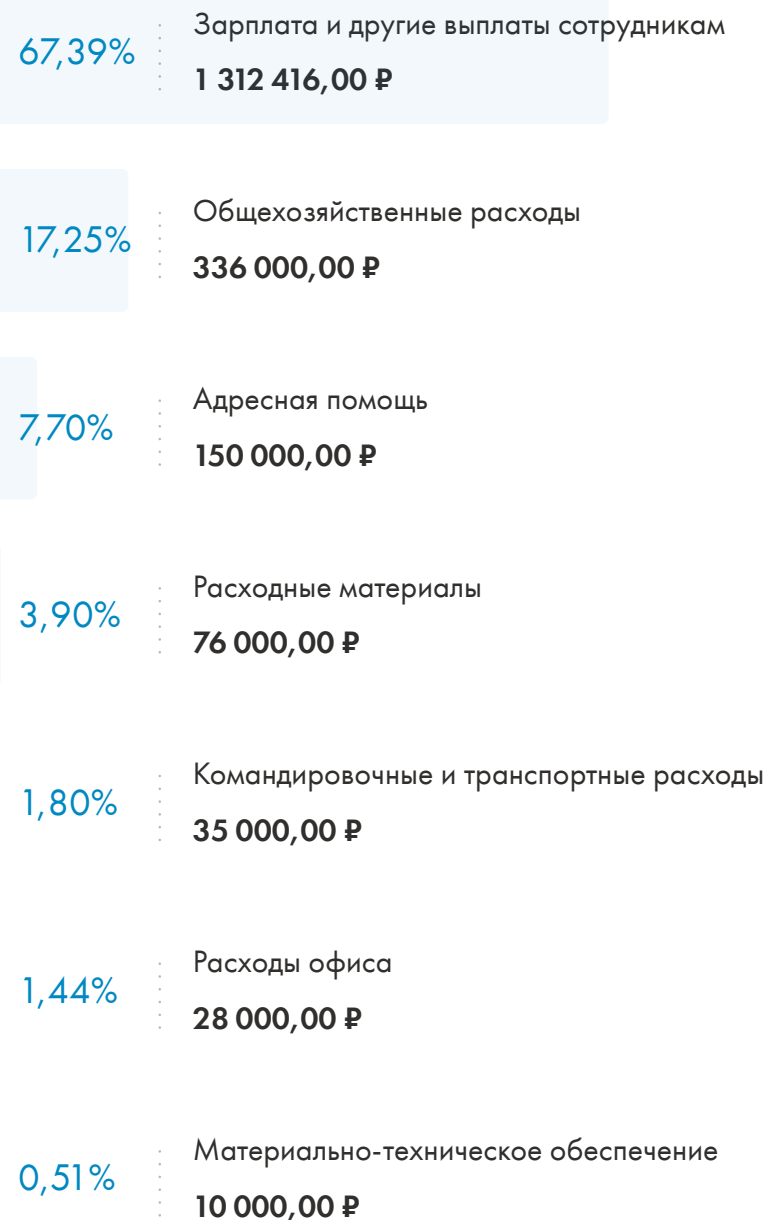 67,39%
Зарплата и другие выплаты сотрудникам
1 312 416,00 ₽
17,25%
Общехозяйственные расходы
336 000,00 ₽
7,70%
Адресная помощь
150 000,00 ₽
3,90%
Расходные материалы
76 000,00 ₽
1,80%
Командировочные и транспортные расходы
35 000,00 ₽
1,44%
Расходы офиса
28 000,00 ₽
0,51%
Материально-техническое обеспечение
10 000,00 ₽